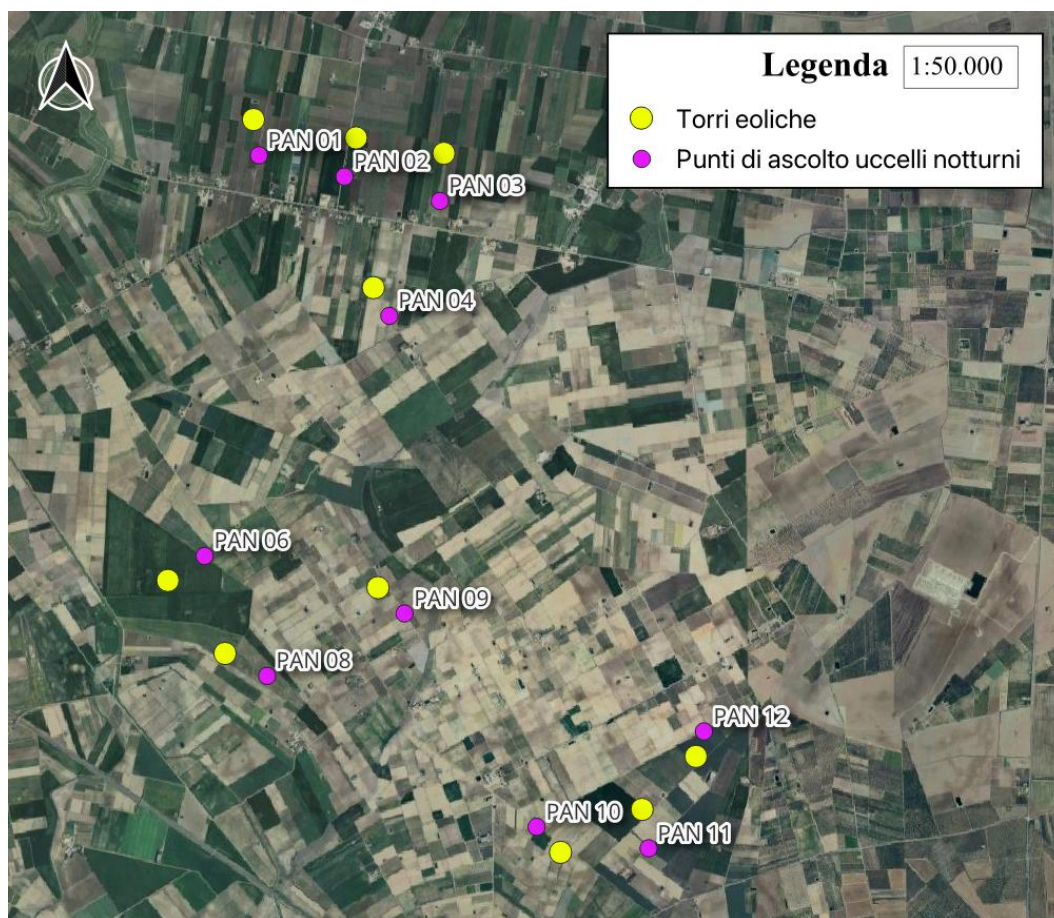 Legenda 1:50.000
Torri eoliche
Punti di ascolto uccelli notturni
PAN 01
PAN 02
PAN 03
PAN 04
PAN 06
PAN 09
PAN 08
PAN 12
PAN 10
PAN 11